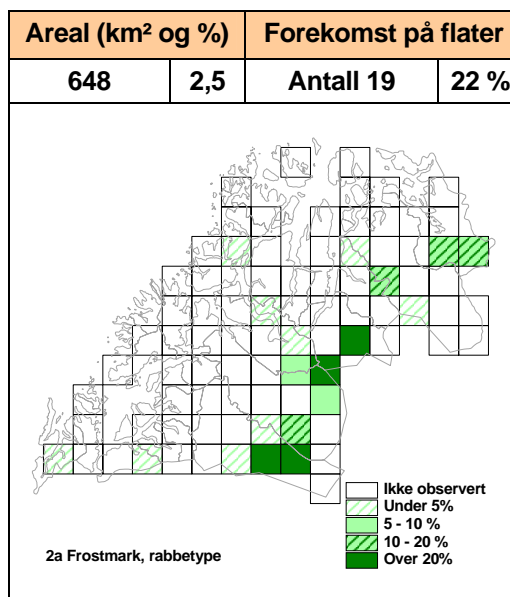 Areal (km² og %) Forekomst på flater
648 2,5 Antall 19 22 %
Ikke observert
Under 5%
5 - 10 %
10 - 20 %
Over 20%
2a Frostmark, rabbetype